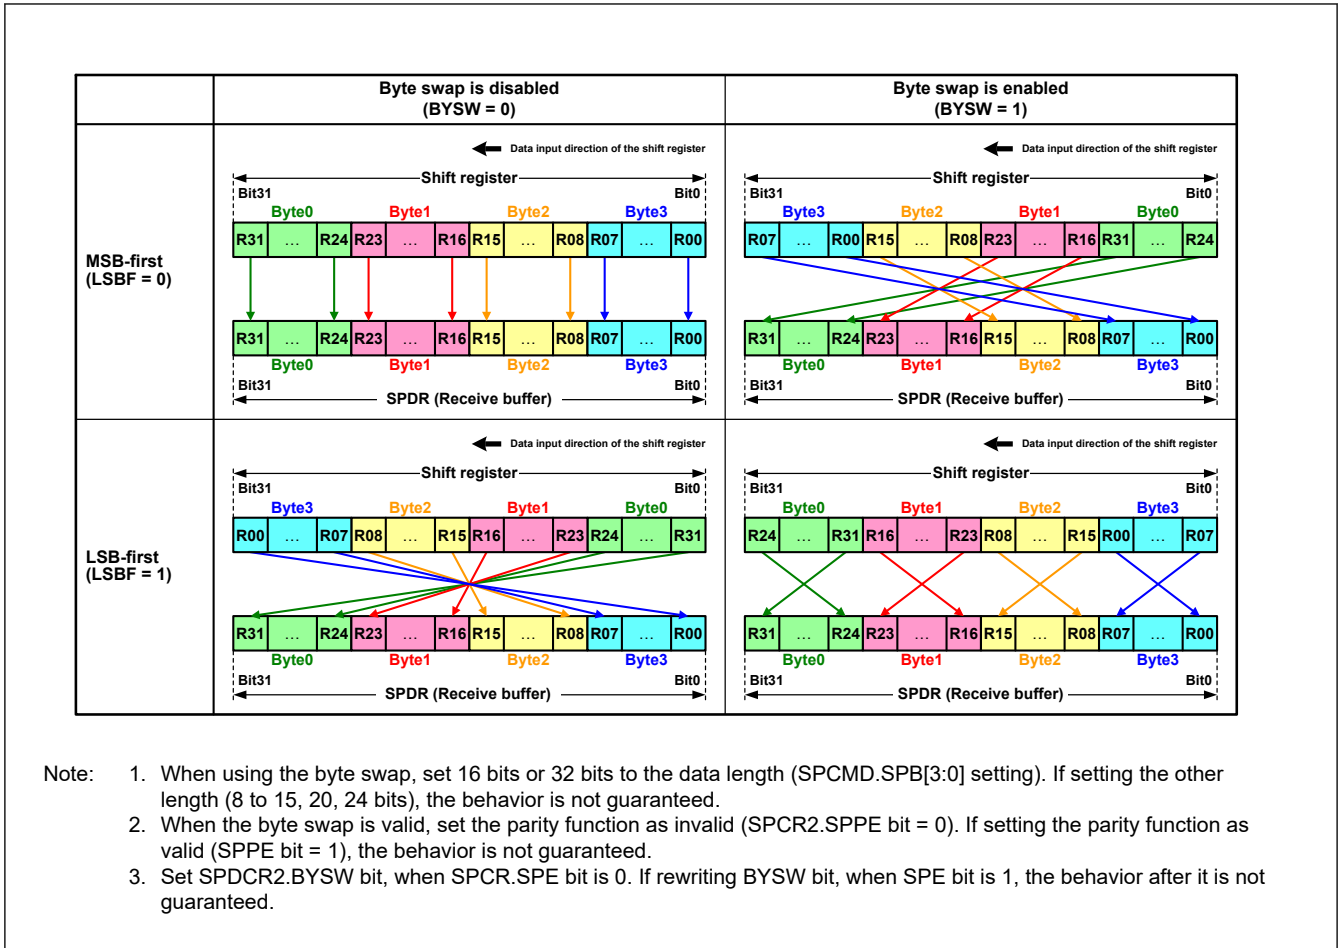 Byte swap is disabled
(BYSW = 0)
Byte swap is enabled
(BYSW = 1)
MSB-first
(LSBF = 0)
Data input direction of the shift register
Shift register
Bit31 Bit0
Byte0 Byte1 Byte2 Byte3
R31 ... R24 R23 ... R16 R15 ... R08 R07 ... R00
R31 ... R24 R23 ... R16 R15 ... R08 R07 ... R00
Byte0 Byte1 Byte2 Byte3
Bit31 Bit0
SPDR (Receive buffer)
Data input direction of the shift register
Shift register
Bit31 Bit0
Byte3 Byte2 Byte1 Byte0
R07 ... R00 R15 ... R08 R23 ... R16 R31 ... R24
R31 ... R24 R23 ... R16 R15 ... R08 R07 ... R00
Byte0 Byte1 Byte2 Byte3
Bit31 Bit0
SPDR (Receive buffer)
LSB-first
(LSBF = 1)
Data input direction of the shift register
Shift register
Bit31 Bit0
Byte3 Byte2 Byte1 Byte0
R00 ... R07 R08 ... R15 R16 ... R23 R24 ... R31
R31 ... R24 R23 ... R16 R15 ... R08 R07 ... R00
Byte0 Byte1 Byte2 Byte3
Bit31 Bit0
SPDR (Receive buffer)
Data input direction of the shift register
Shift register
Bit31 Bit0
Byte0 Byte1 Byte2 Byte3
R24 ... R31 R16 ... R23 R08 ... R15 R00 ... R07
R31 ... R24 R23 ... R16 R15 ... R08 R07 ... R00
Byte0 Byte1 Byte2 Byte3
Bit31 Bit0
SPDR (Receive buffer)
Note: 1. When using the byte swap, set 16 bits or 32 bits to the data length (SPCMD.SPB[3:0] setting). If setting the other
length (8 to 15, 20, 24 bits), the behavior is not guaranteed.
2. When the byte swap is valid, set the parity function as invalid (SPCR2.SPPE bit = 0). If setting the parity function as
valid (SPPE bit = 1), the behavior is not guaranteed.
3. Set SPDCR2.BYSW bit, when SPCR.SPE bit is 0. If rewriting BYSW bit, when SPE bit is 1, the behavior after it is not
guaranteed.